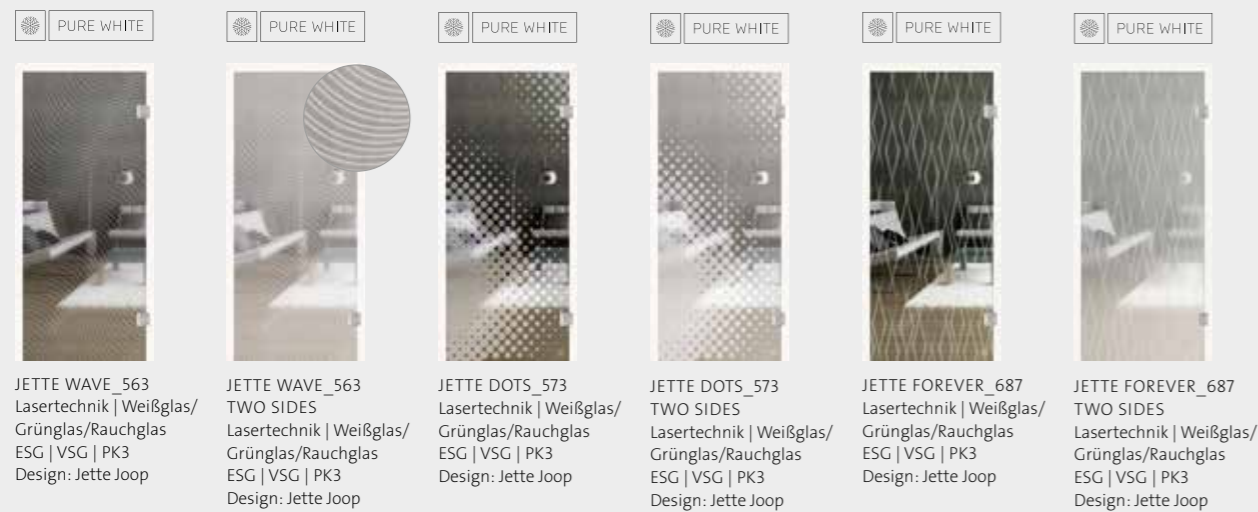 PURE WHITE
JETTE WAVE_563
Lasertechnik | Weißglas/
Grünglas/Rauchglas
ESG | VSG | PK3
Design: Jette Joop
PURE WHITE
JETTE WAVE_563
TWO SIDES
Lasertechnik | Weißglas/
Grünglas/Rauchglas
ESG | VSG | PK3
Design: Jette Joop
PURE WHITE
JETTE DOTS_573
Lasertechnik | Weißglas/
Grünglas/Rauchglas
ESG | VSG | PK3
Design: Jette Joop
PURE WHITE
JETTE DOTS_573
TWO SIDES
Lasertechnik | Weißglas/
Grünglas/Rauchglas
ESG | VSG | PK3
Design: Jette Joop
PURE WHITE
JETTE FOREVER_687
Lasertechnik | Weißglas/
Grünglas/Rauchglas
ESG | VSG | PK3
Design: Jette Joop
PURE WHITE
JETTE FOREVER_687
TWO SIDES
Lasertechnik | Weißglas/
Grünglas/Rauchglas
ESG | VSG | PK3
Design: Jette Joop